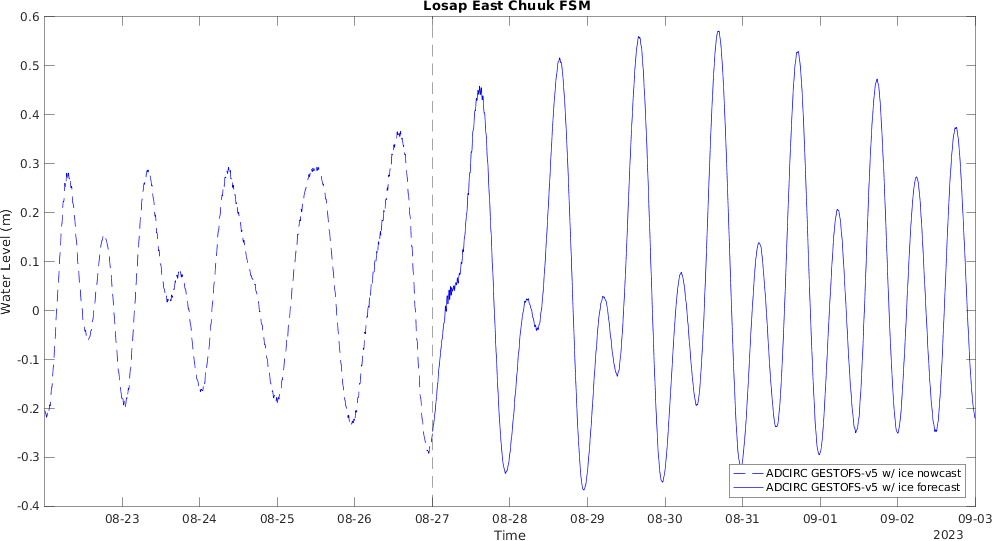 Losap East Chuuk FSM
0.6
0.5
0.4
0.3
0.2
0.1
0
-0.1
-0.2
-0.3
-0.4
Water Level (m)
ADCIRC GESTOFS-v5 w/ ice nowcast
ADCIRC GESTOFS-v5 w/ ice forecast
08-23 08-24 08-25 08-26 08-27 08-28 08-29 08-30 08-31 09-01 09-02 09-03
Time
2023